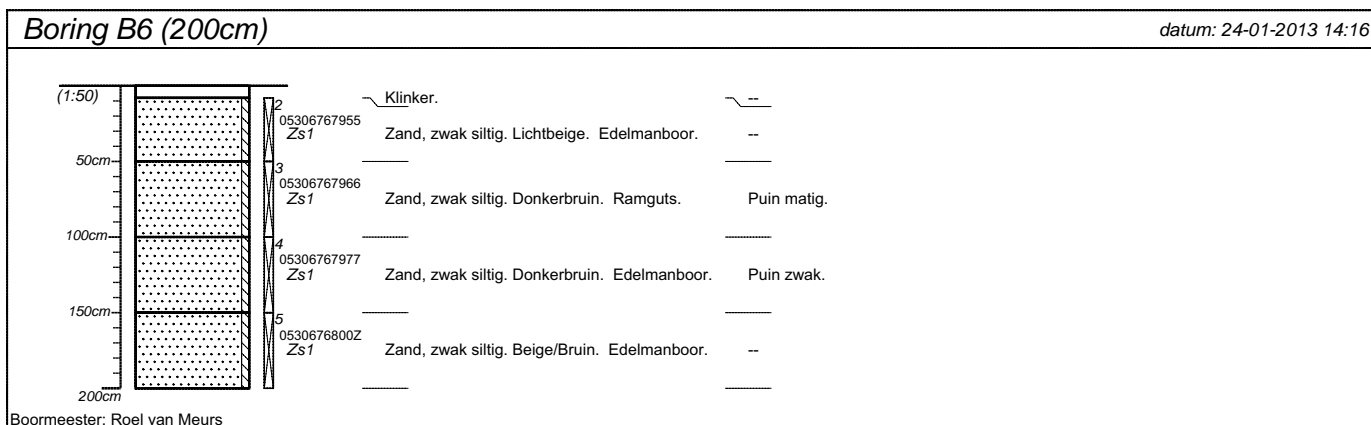 Boring B6 (200cm)
datum: 24-01-2013 14:16
(1:50)
2
Klinker.
--
05306767955
Zs1
Zand, zwak siltig. Lichtbeige. Edelmanboor.
--
50cm
3
05306767966
Zs1
Zand, zwak siltig. Donkerbruin. Ramguts.
Puin matig.
100cm
4
05306767977
Zs1
Zand, zwak siltig. Donkerbruin. Edelmanboor.
Puin zwak.
150cm
5
0530676800Z
Zs1
Zand, zwak siltig. Beige/Bruin. Edelmanboor.
--
200cm
Boormeester: Roel van Meurs